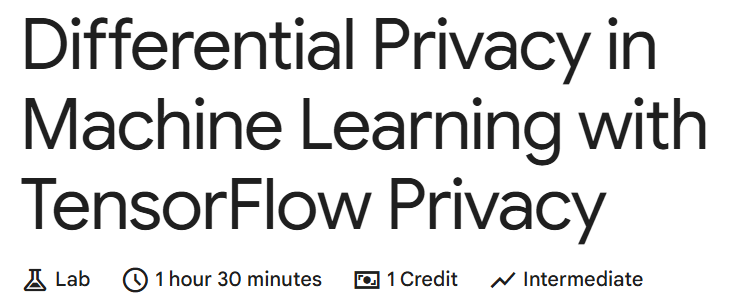 Differential Privacy in
Machine Learning with
TensorFlow Privacy
Lab 1 hour 30 minutes 1 Credit Intermediate